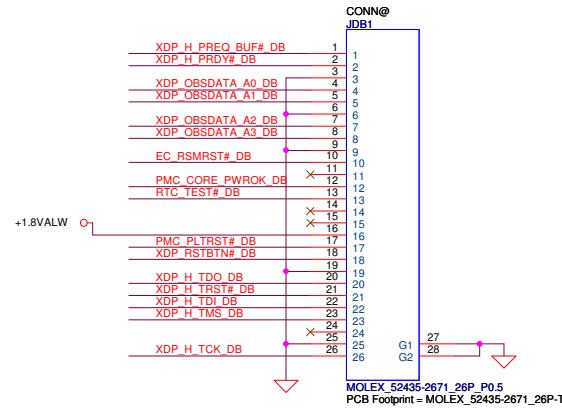 CONN@
JDB1
XDP_H_PREQ_BUF#_DB 1 1
XDP_H_PRDY#_DB 2 2
3 3
XDP_OBSDATA_A0_DB 4 4
XDP_OBSDATA_A1_DB 5 5
6 6
XDP_OBSDATA_A2_DB 7 7
XDP_OBSDATA_A3_DB 8 8
9 9
EC_RSMRST#_DB 10 10
11 11
PMC_CORE_PWROK_DB 12 12
RTC_TEST#_DB 13 13
14 14
15 15
+1.8VALW 16 16
PMC_PLTRST#_DB 17 17
XDP_RSTBTN#_DB 18 18
19 19
XDP_H_TDO_DB 20 20
XDP_H_TRST#_DB 21 21
XDP_H_TDI_DB 22 22
XDP_H_TMS_DB 23 23
24 24
25 25 G1 27
XDP_H_TCK_DB 26 26 G2 28
MOLEX_52435-2671_26P_P0.5
PCB Footprint = MOLEX_52435-2671_26P-T